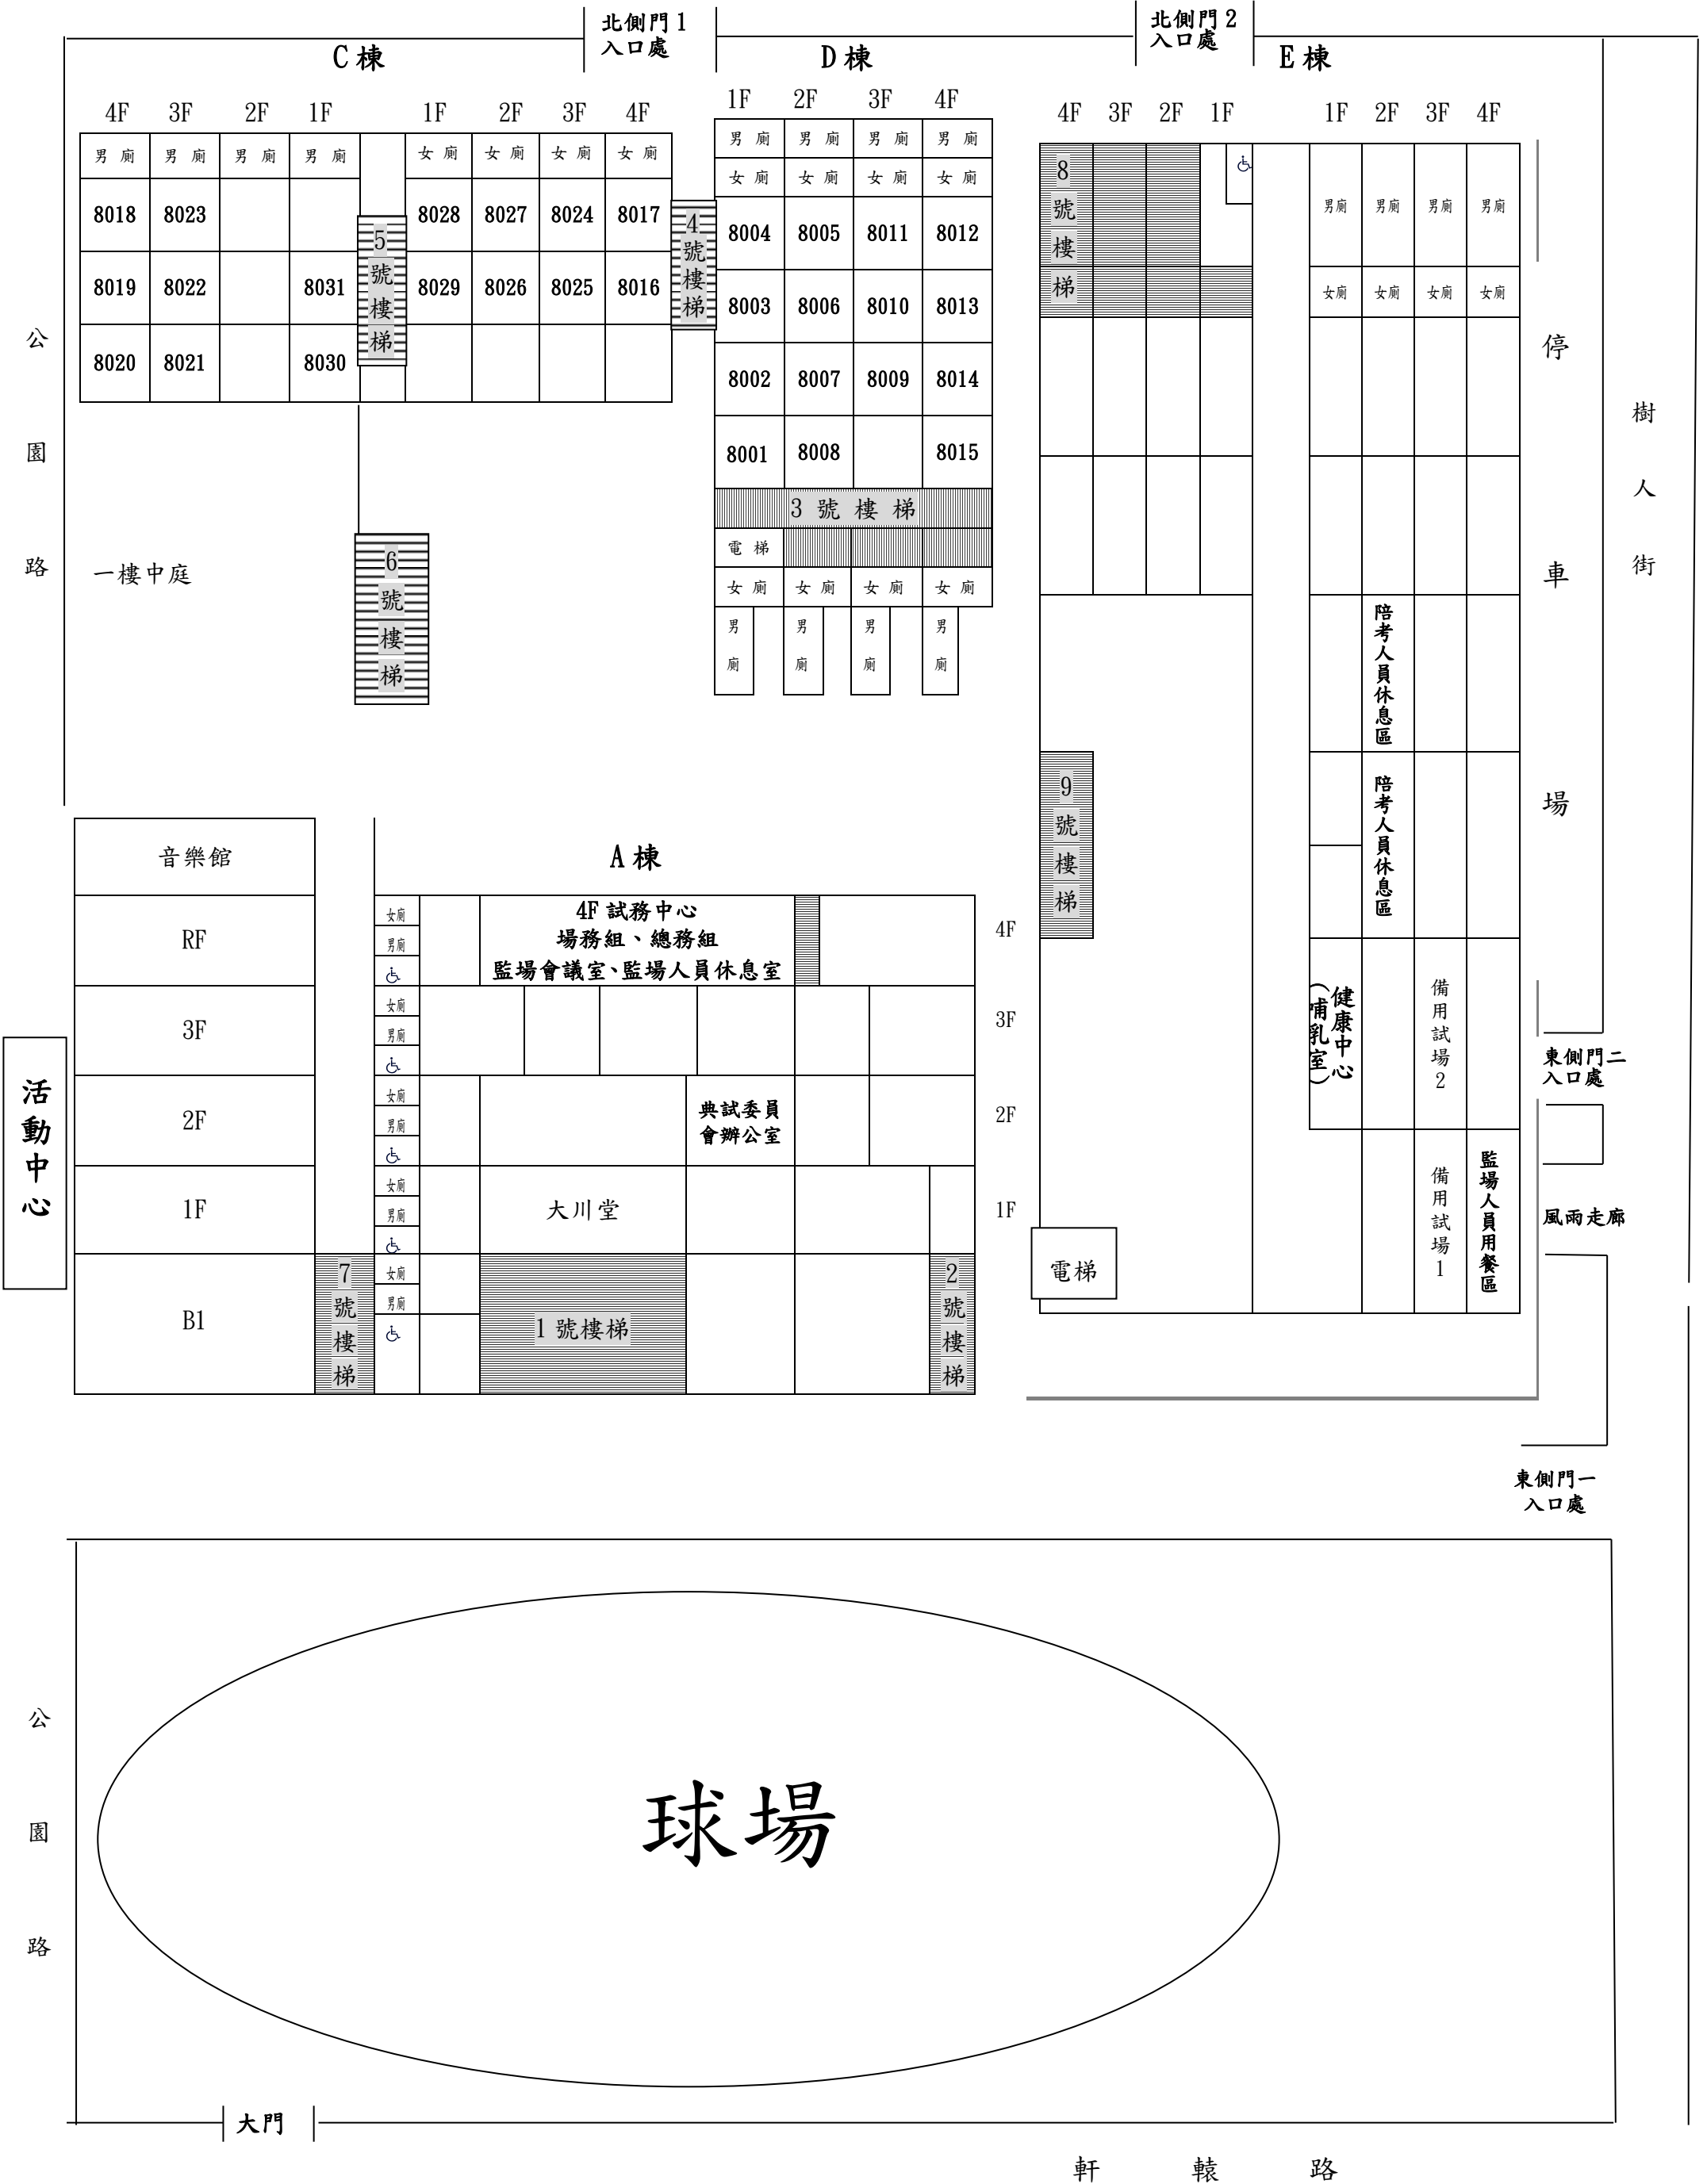 北側門1
入口處
北側門2
入口處
C棟
D棟
E棟
4F 3F 2F 1F
1F 2F 3F 4F
1F 2F 3F 4F
4F 3F 2F 1F
1F 2F 3F 4F
男廁 男廁 男廁 男廁
女廁 女廁 女廁 女廁
8018 8023
8028 8027 8024 8017
8019 8022 8031
8029 8026 8025 8016
8020 8021 8030
5號樓梯
4號樓梯
男廁 男廁 男廁 男廁
女廁 女廁 女廁 女廁
8004 8005 8011 8012
8003 8006 8010 8013
8002 8007 8009 8014
8001 8008 8015
3號樓梯
電梯
女廁 女廁 女廁 女廁
男廁 男廁 男廁 男廁
8號樓梯
男廁 男廁 男廁 男廁
女廁 女廁 女廁 女廁
陪考人員休息區
陪考人員休息區
9號樓梯
健康中心
(哺乳室)
備用試場2
備用試場1
監場人員用餐區
電梯
停車場
樹人街
公園路
一樓中庭
6號樓梯
音樂館
A棟
RF
女廁
男廁
4F試務中心
場務組、總務組
監場會議室、監場人員休息室
4F
3F
女廁
男廁
3F
2F
女廁
男廁
典試委員
會辦公室
2F
1F
女廁
男廁
大川堂
1F
B1
7號樓梯
女廁
男廁
1號樓梯
2號樓梯
活動中心
東側門二
入口處
風雨走廊
東側門一
入口處
公園路
球場
大門
軒轅路